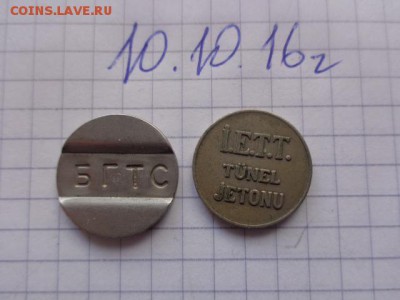 COINS.LAVE.RU
10.10.16г
БГТС
İ.E.T.T.
TÜNEL
JETONU